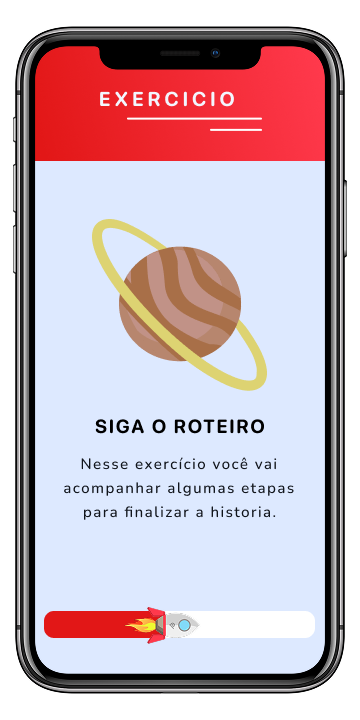 EXERCICIO
SIGA O ROTEIRO
Nesse exercício você vai
acompanhar algumas etapas
para finalizar a historia.